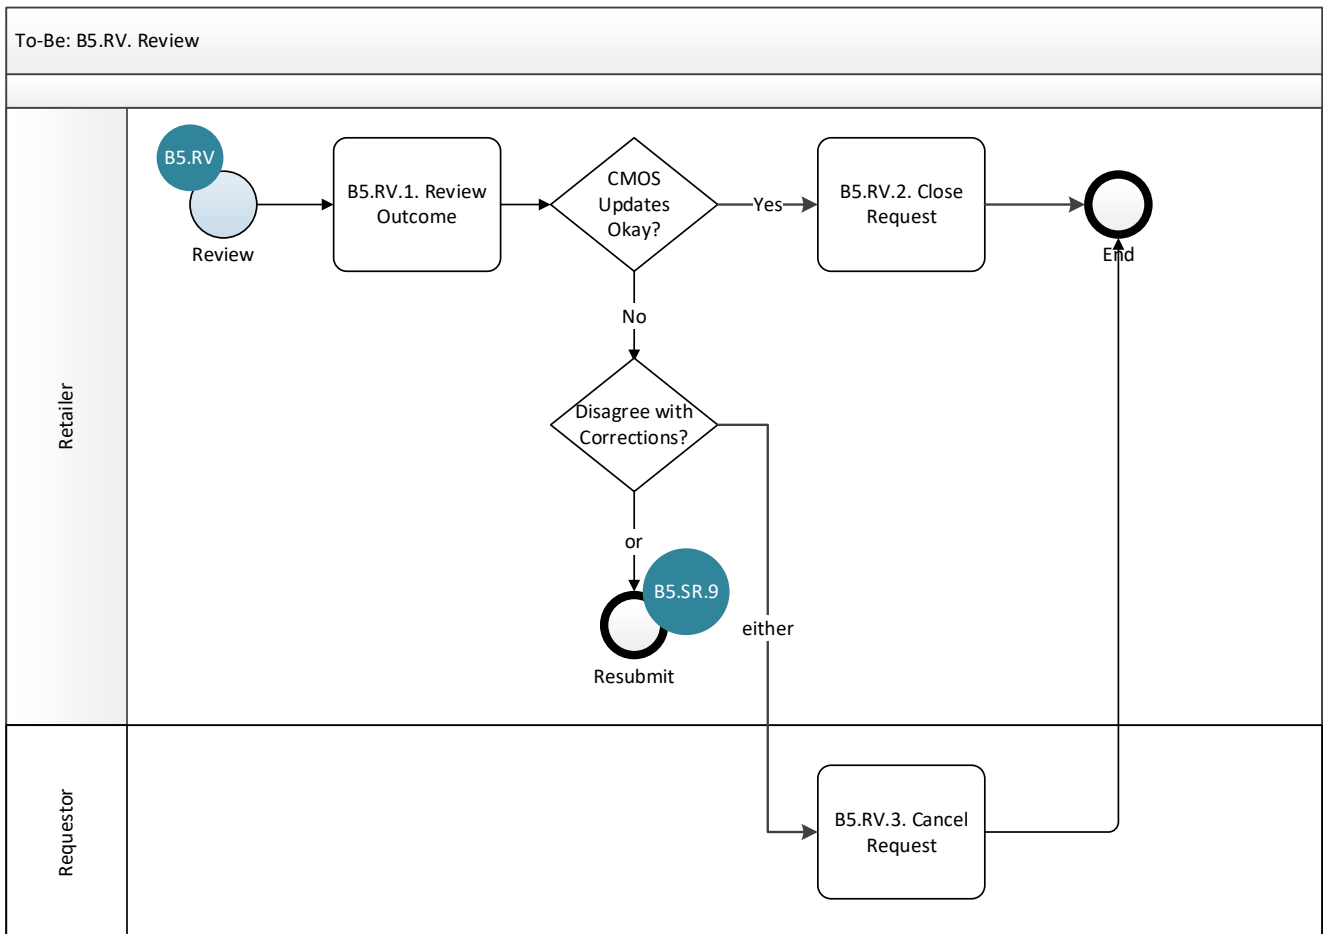 To-Be: B5.RV. Review
Retailer
B5.RV
Review
B5.RV.1. Review
Outcome
CMOS
Updates
Okay?
Yes
B5.RV.2. Close
Request
End
No
Disagree with
Corrections?
or
B5.SR.9
Resubmit
either
Requestor
B5.RV.3. Cancel
Request